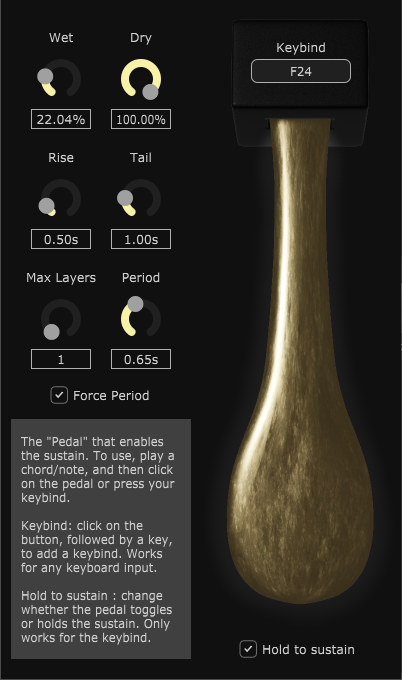 Wet
Dry
22.04%
100.00%
Rise
Tail
0.50s
1.00s
Max Layers
Period
1
0.65s
Force Period
The "Pedal" that enables
the sustain. To use, play a
chord/note, and then click
on the pedal or press your
keybind.
Keybind: click on the
button, followed by a key,
to add a keybind. Works
for any keyboard input.
Hold to sustain : change
whether the pedal toggles
or holds the sustain. Only
works for the keybind.
Keybind
F24
Hold to sustain